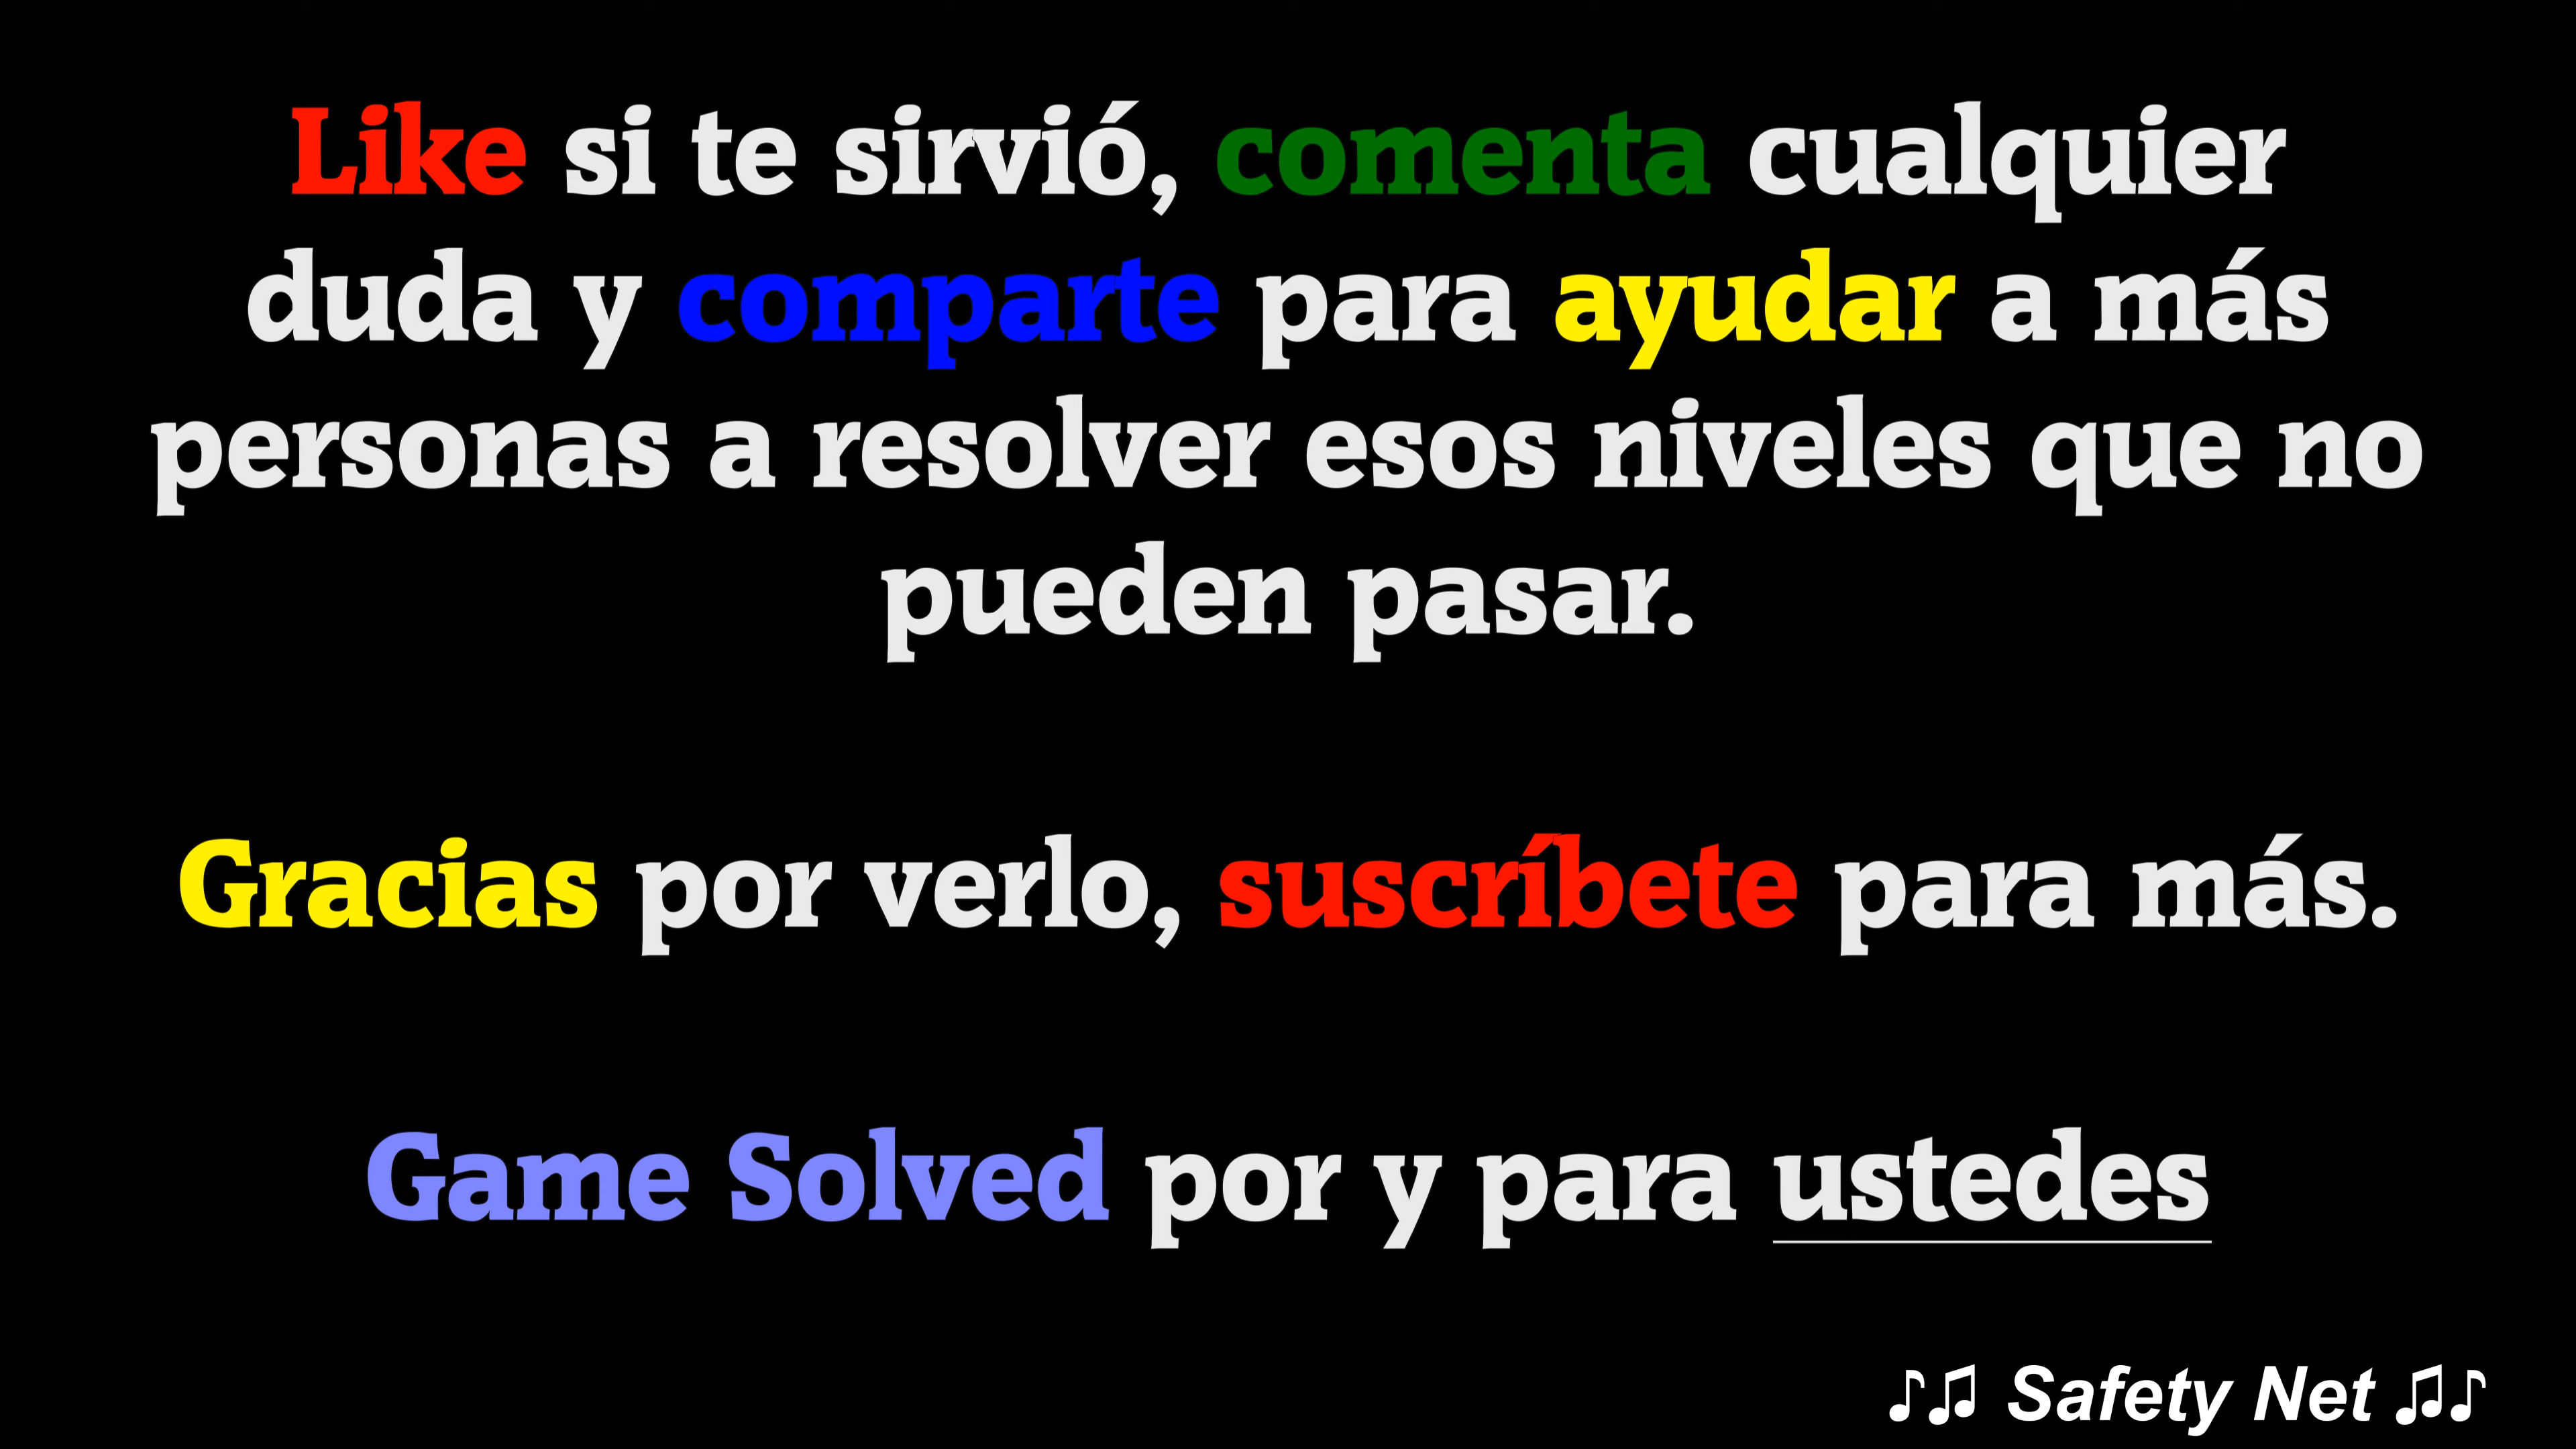 Like si te sirvió, comenta cualquier
duda y comparte para ayudar a más
personas a resolver esos niveles que no
pueden pasar.
Gracias por verlo, suscríbete para más.
Game Solved por y para ustedes
♪♫ Safety Net ♫♪